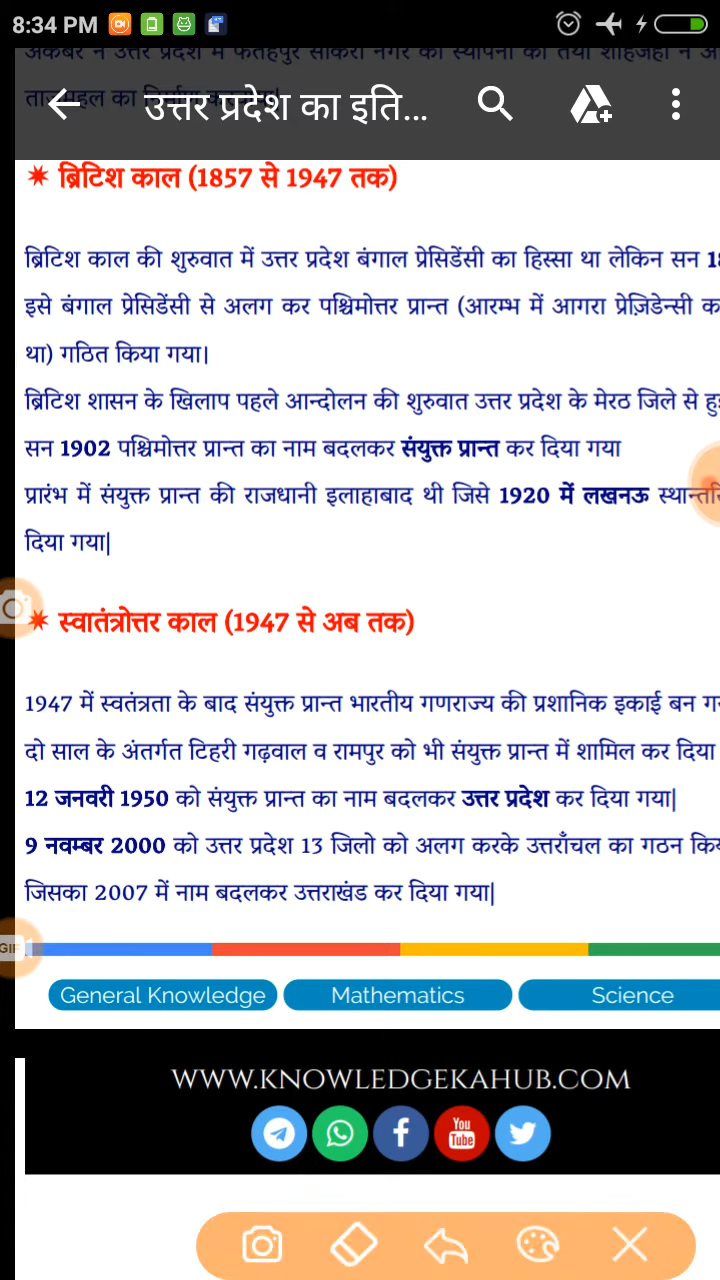 8:34 PM
उत्तर प्रदेश का इति...
✷ ब्रिटिश काल (1857 से 1947 तक)
ब्रिटिश काल की शुरुवात में उत्तर प्रदेश बंगाल प्रेसिडेंसी का हिस्सा था लेकिन सन
इसे बंगाल प्रेसिडेंसी से अलग कर पश्चिमोत्तर प्रान्त (आरम्भ में आगरा प्रेज़िडेन्सी
था) गठित किया गया।
ब्रिटिश शासन के खिलाप पहले आन्दोलन की शुरुवात उत्तर प्रदेश के मेरठ जिले से
सन 1902 पश्चिमोत्तर प्रान्त का नाम बदलकर संयुक्त प्रान्त कर दिया गया
प्रारंभ में संयुक्त प्रान्त की राजधानी इलाहाबाद थी जिसे 1920 में लखनऊ
दिया गया|
✷ स्वातंत्रोत्तर काल (1947 से अब तक)
1947 में स्वतंत्रता के बाद संयुक्त प्रान्त भारतीय गणराज्य की प्रशानिक इकाई बन
दो साल के अंतर्गत टिहरी गढ़वाल व रामपुर को भी संयुक्त प्रान्त में शामिल कर दिया
12 जनवरी 1950 को संयुक्त प्रान्त का नाम बदलकर उत्तर प्रदेश कर दिया गया|
9 नवम्बर 2000 को उत्तर प्रदेश 13 जिलो को अलग करके उत्तराँचल का गठन
जिसका 2007 में नाम बदलकर उत्तराखंड कर दिया गया|
GIF
General Knowledge Mathematics Science
WWW.KNOWLEDGEKAHUB.COM
You Tube